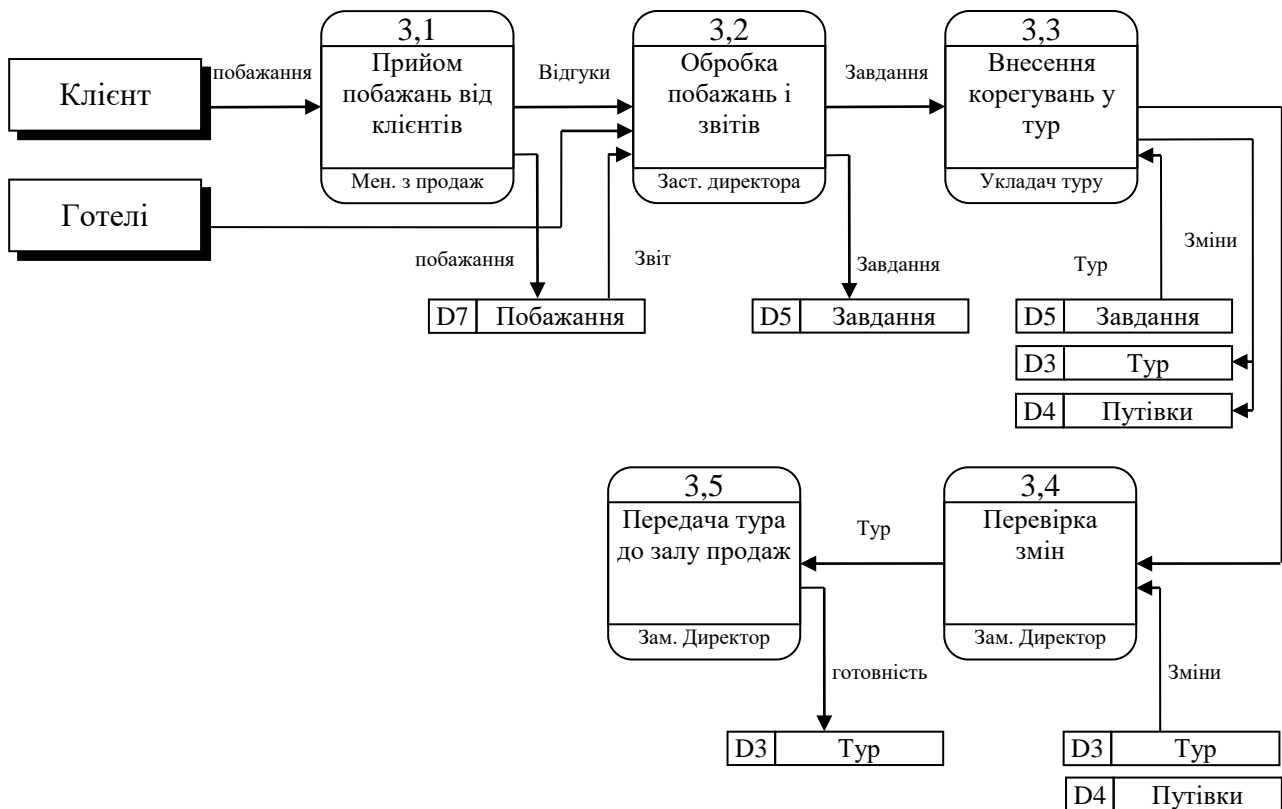 3,1
3,2
3,3
Клієнт
побажання
Прийом
побажань від
клієнтів
Мен. з продаж
Відгуки
Обробка
побажань і
звітів
Заст. директора
Завдання
Внесення
корегувань у
тур
Укладач туру
Готелі
побажання
Звіт
Завдання
Тур
Зміни
D7 Побажання
D5 Завдання
D5 Завдання
D3 Тур
D4 Путівки
3,5
Передача тура
до залу продаж
Зам. Директор
Тур
3,4
Перевірка
змін
Зам. Директор
готовність
Зміни
D3 Тур
D3 Тур
D4 Путівки